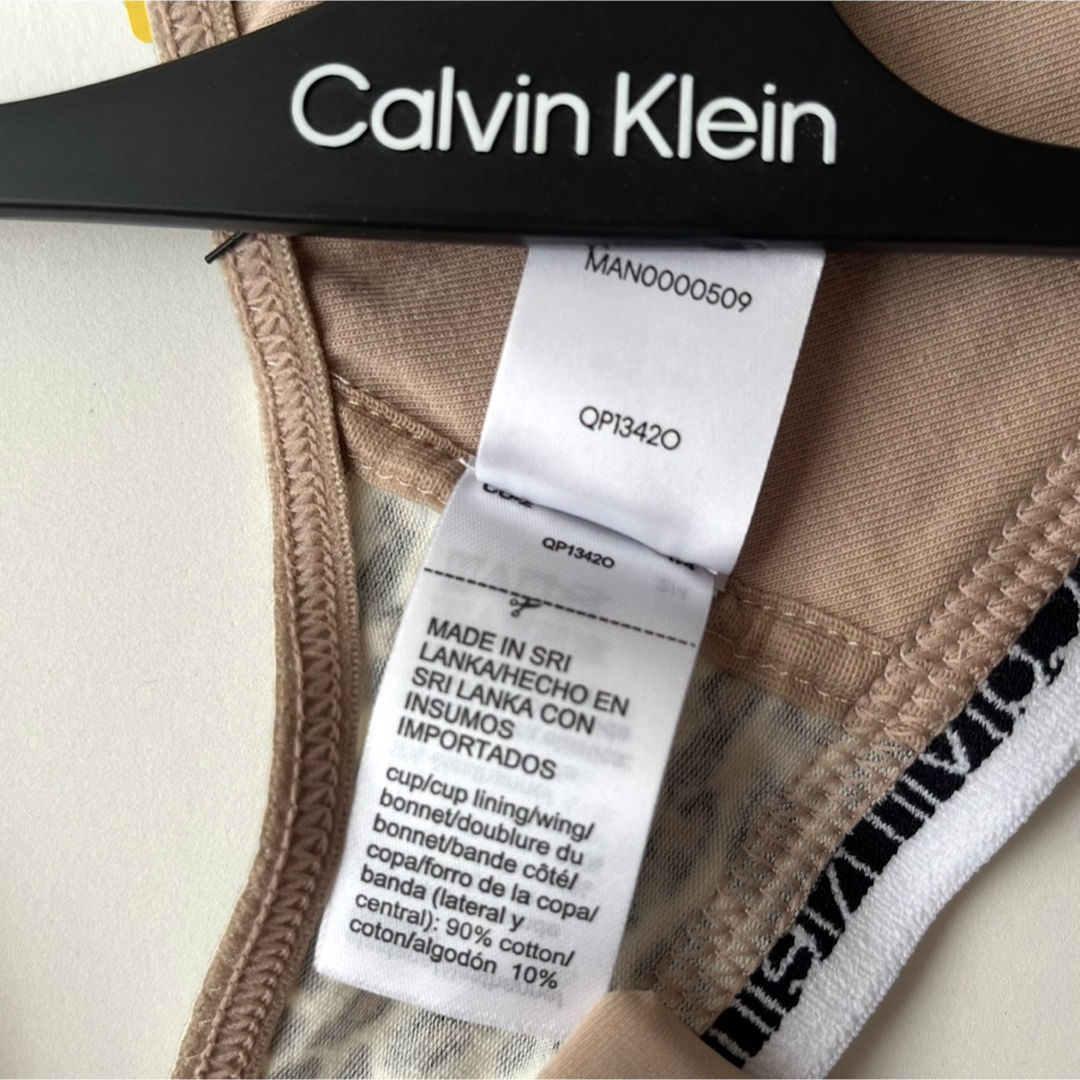 Calvin Klein
MAN0000509
QP1342O
QP1342O
MADE IN SRI
LANKA/HECHO EN
SRI LANKA CON
INSUMOS
IMPORTADOS
cup/cup lining/wing/
bonnet/doublure du
bonnet/bande côté/
copa/forro de la copa/
banda (lateral y
central): 90% cotton/
coton/algodón 10%